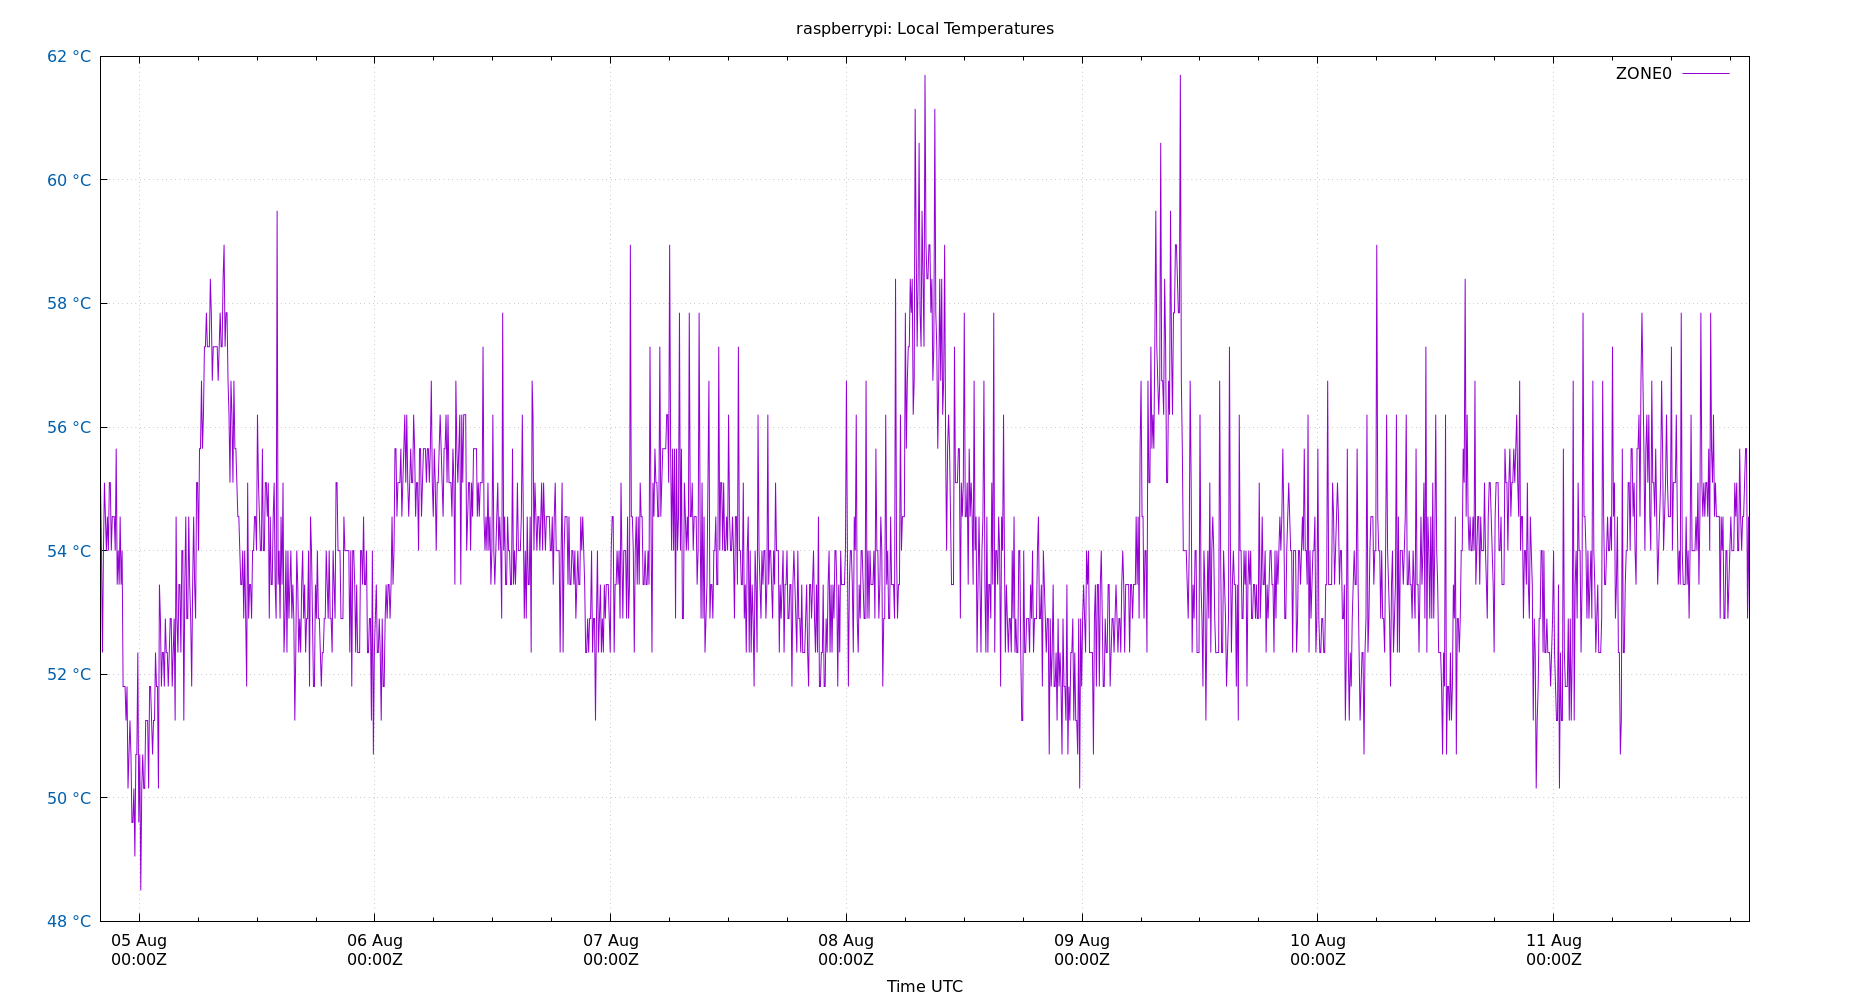 raspberrypi: Local Temperatures
62 °C
ZONE0
60 °C
58 °C
56 °C
54 °C
52 °C
50 °C
48 °C
05 Aug 06 Aug 07 Aug 08 Aug 09 Aug 10 Aug 11 Aug
00:00Z 00:00Z 00:00Z 00:00Z 00:00Z 00:00Z 00:00Z
Time UTC